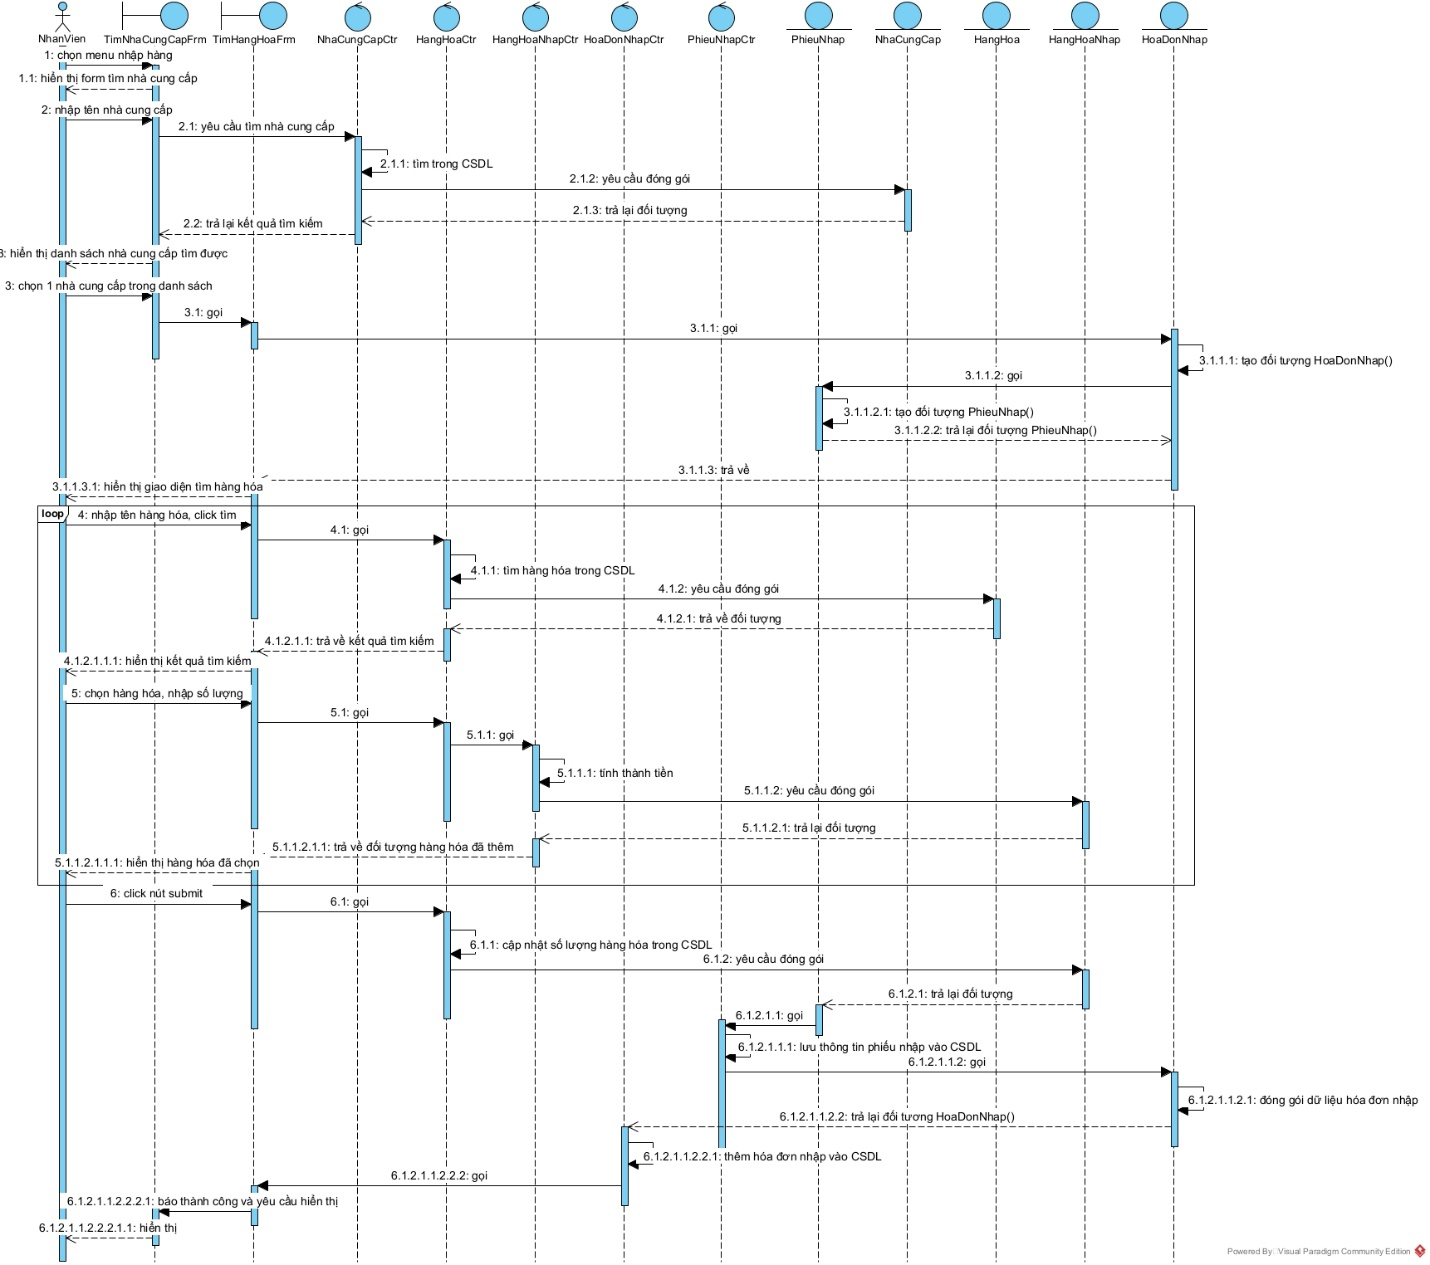 NhanVien
TimNhaCungCapFrm
TimHangHoaFrm
NhaCungCapCtr
HangHoaCtr
HangHoaNhapCtr
HoaDonNhapCtr
PhieuNhapCtr
PhieuNhap
NhaCungCap
HangHoa
HangHoaNhap
HoaDonNhap
1: chọn menu nhập hàng
1.1: hiển thị form tìm nhà cung cấp
2: nhập tên nhà cung cấp
2.1: yêu cầu tìm nhà cung cấp
2.1.1: tìm trong CSDL
2.1.2: yêu cầu đóng gói
2.1.3: trả lại đối tượng
2.2: trả lại kết quả tìm kiếm
3: hiển thị danh sách nhà cung cấp tìm được
3: chọn 1 nhà cung cấp trong danh sách
3.1: gọi
3.1.1: gọi
3.1.1.1: tạo đối tượng HoaDonNhap()
3.1.1.2: gọi
3.1.1.2.1: tạo đối tượng PhieuNhap()
3.1.1.2.2: trả lại đối tượng PhieuNhap()
3.1.1.3: trả về
3.1.1.3.1: hiển thị giao diện tìm hàng hóa
loop
4: nhập tên hàng hóa, click tìm
4.1: gọi
4.1.1: tìm hàng hóa trong CSDL
4.1.2: yêu cầu đóng gói
4.1.2.1: trả về đối tượng
4.1.2.1.1: trả về kết quả tìm kiếm
4.1.2.1.1.1: hiển thị kết quả tìm kiếm
5: chọn hàng hóa, nhập số lượng
5.1: gọi
5.1.1: gọi
5.1.1.1: tính thành tiền
5.1.1.2: yêu cầu đóng gói
5.1.1.2.1: trả lại đối tượng
5.1.1.2.1.1: trả về đối tượng hàng hóa đã thêm
5.1.1.2.1.1.1: hiển thị hàng hóa đã chọn
6: click nút submit
6.1: gọi
6.1.1: cập nhật số lượng hàng hóa trong CSDL
6.1.2: yêu cầu đóng gói
6.1.2.1: trả lại đối tượng
6.1.2.1.1: gọi
6.1.2.1.1.1: lưu thông tin phiếu nhập vào CSDL
6.1.2.1.1.2: gọi
6.1.2.1.1.2.1: đóng gói dữ liệu hóa đơn nhập
6.1.2.1.1.2.2: trả lại đối tương HoaDonNhap()
6.1.2.1.1.2.2.1: thêm hóa đơn nhập vào CSDL
6.1.2.1.1.2.2.2: gọi
6.1.2.1.1.2.2.2.1: báo thành công và yêu cầu hiển thị
6.1.2.1.1.2.2.2.1.1: hiển thị
Powered By Visual Paradigm Community Edition